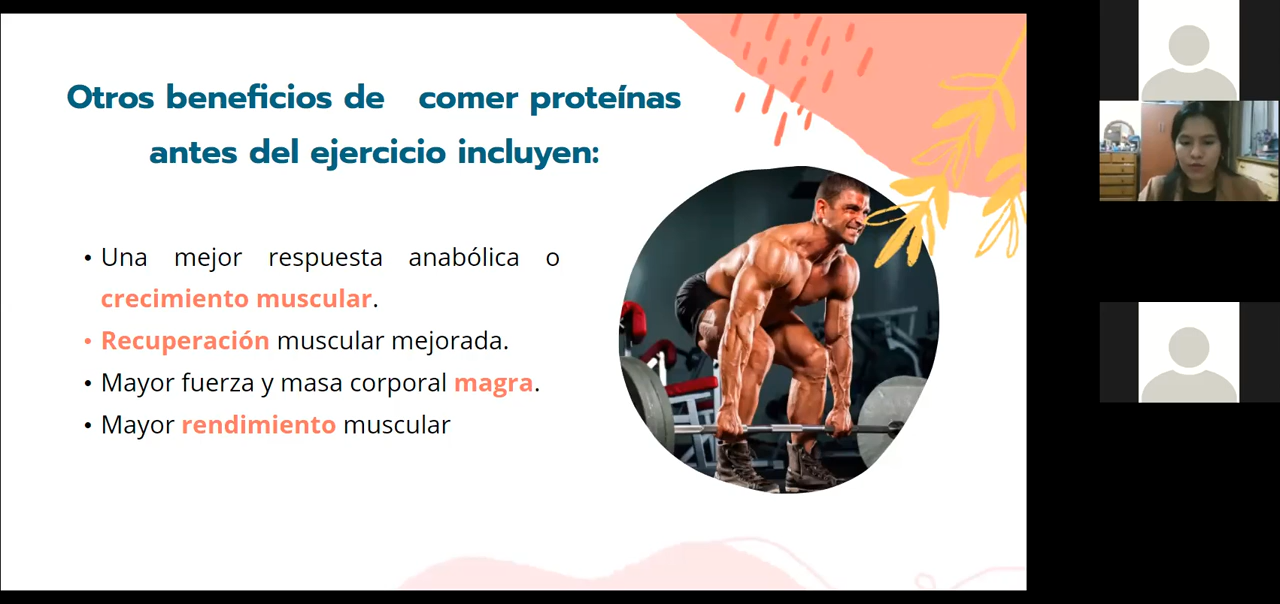 Otros beneficios de comer proteínas
antes del ejercicio incluyen:
• Una mejor respuesta anabólica o
crecimiento muscular.
• Recuperación muscular mejorada.
• Mayor fuerza y masa corporal magra.
• Mayor rendimiento muscular